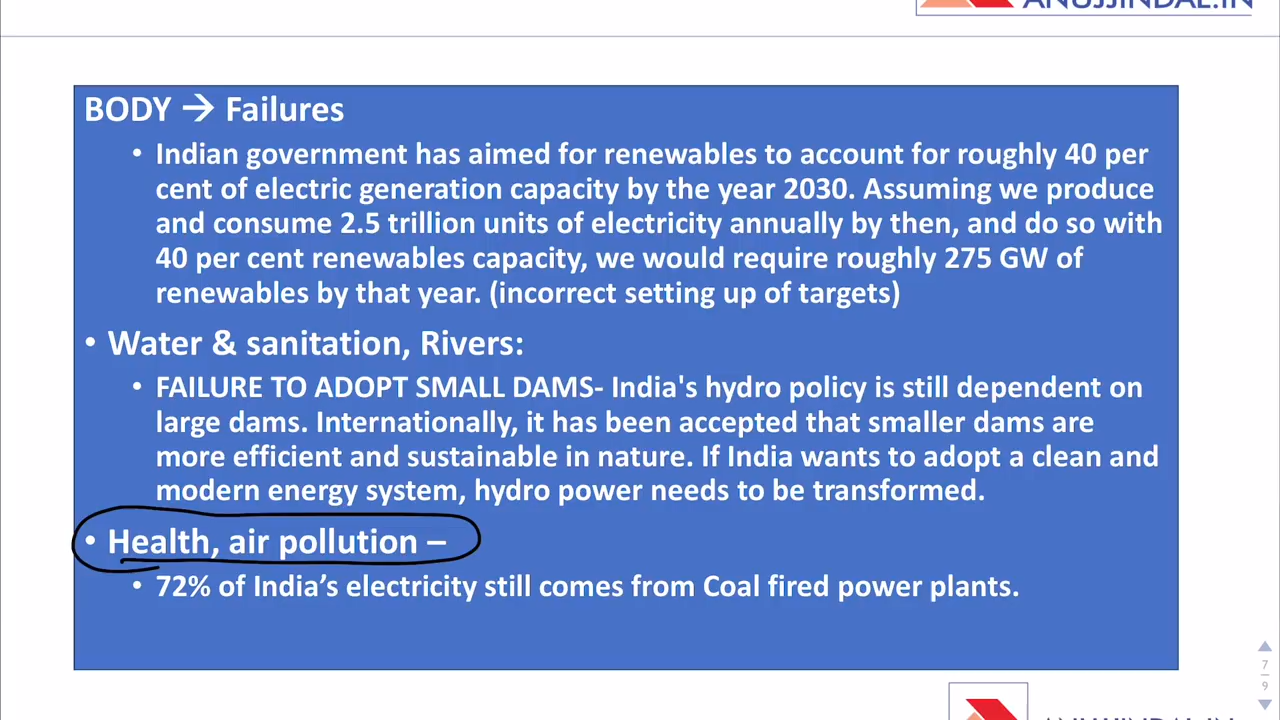 ANUJJINDAL.IN
BODY → Failures
• Indian government has aimed for renewables to account for roughly 40 per
cent of electric generation capacity by the year 2030. Assuming we produce
and consume 2.5 trillion units of electricity annually by then, and do so with
40 per cent renewables capacity, we would require roughly 275 GW of
renewables by that year. (incorrect setting up of targets)
• Water & sanitation, Rivers:
• FAILURE TO ADOPT SMALL DAMS- India's hydro policy is still dependent on
large dams. Internationally, it has been accepted that smaller dams are
more efficient and sustainable in nature. If India wants to adopt a clean and
modern energy system, hydro power needs to be transformed.
• Health, air pollution –
• 72% of India’s electricity still comes from Coal fired power plants.
7
9